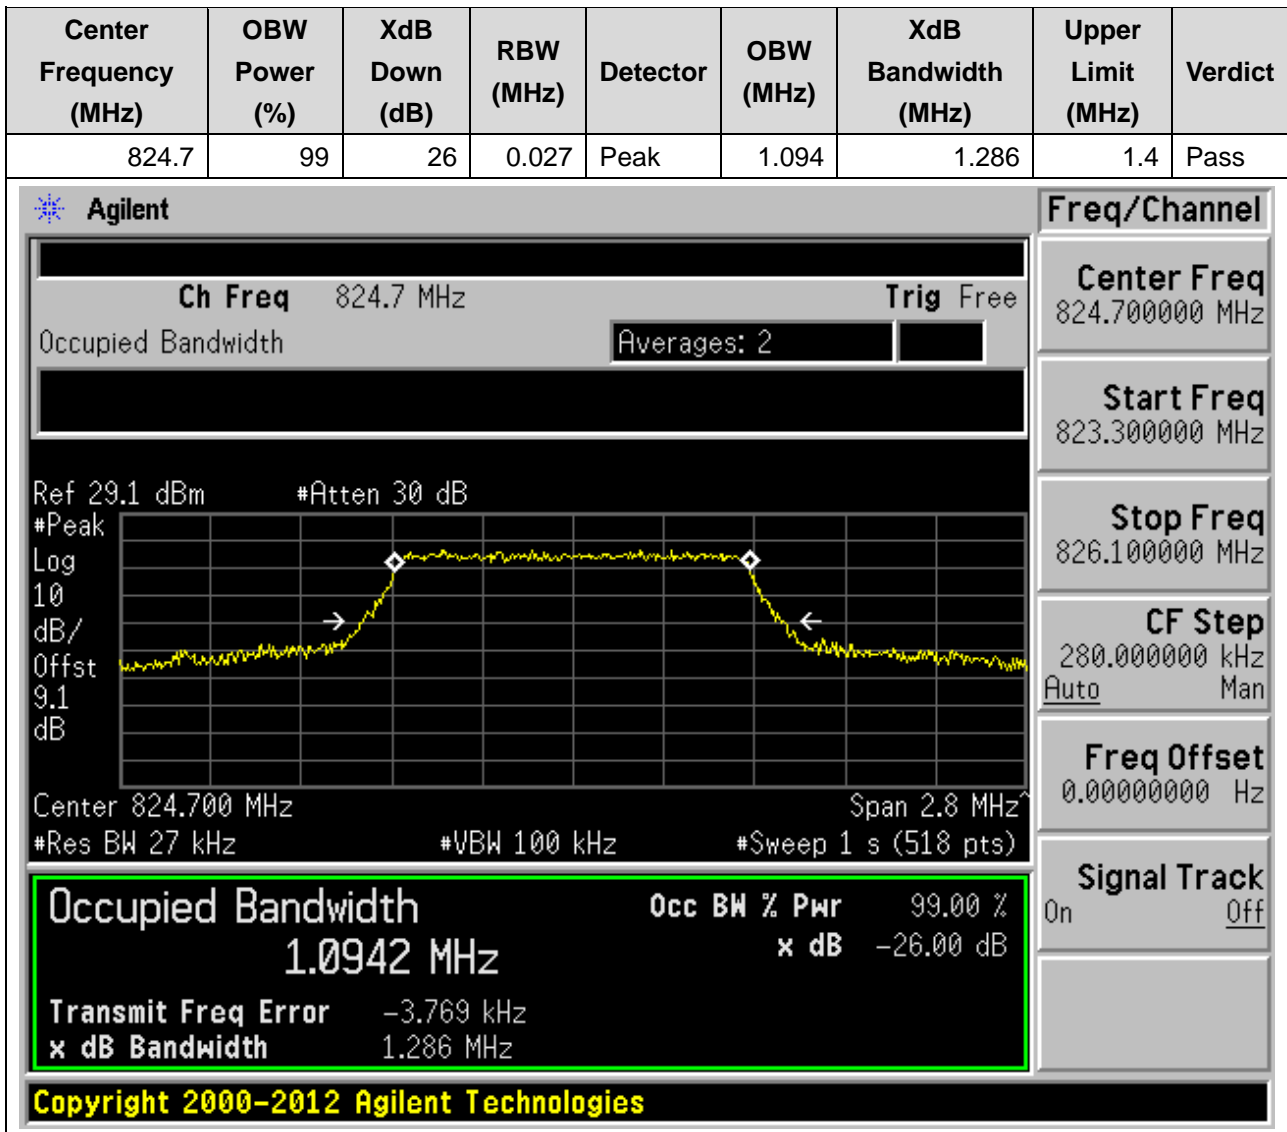 Center Frequency (MHz) OBW Power (%) XdB Down (dB) RBW (MHz) Detector OBW (MHz) XdB Bandwidth (MHz) Upper Limit (MHz) Verdict
824.7 99 26 0.027 Peak 1.094 1.286 1.4 Pass
Agilent
Freq/Channel
Ch Freq 824.7 MHz Trig Free
Occupied Bandwidth Averages: 2
Center Freq
824.700000 MHz
Start Freq
823.300000 MHz
Stop Freq
826.100000 MHz
CF Step
280.000000 kHz
Auto Man
Freq Offset
0.00000000 Hz
Signal Track
On Off
Ref 29.1 dBm #Atten 30 dB
#Peak
Log
10
dB/
Offst
9.1
dB
Center 824.700 MHz Span 2.8 MHz^
#Res BW 27 kHz #VBW 100 kHz #Sweep 1 s (518 pts)
Occupied Bandwidth Occ BW % Pwr 99.00 %
1.0942 MHz x dB -26.00 dB
Transmit Freq Error -3.769 kHz
x dB Bandwidth 1.286 MHz
Copyright 2000-2012 Agilent Technologies